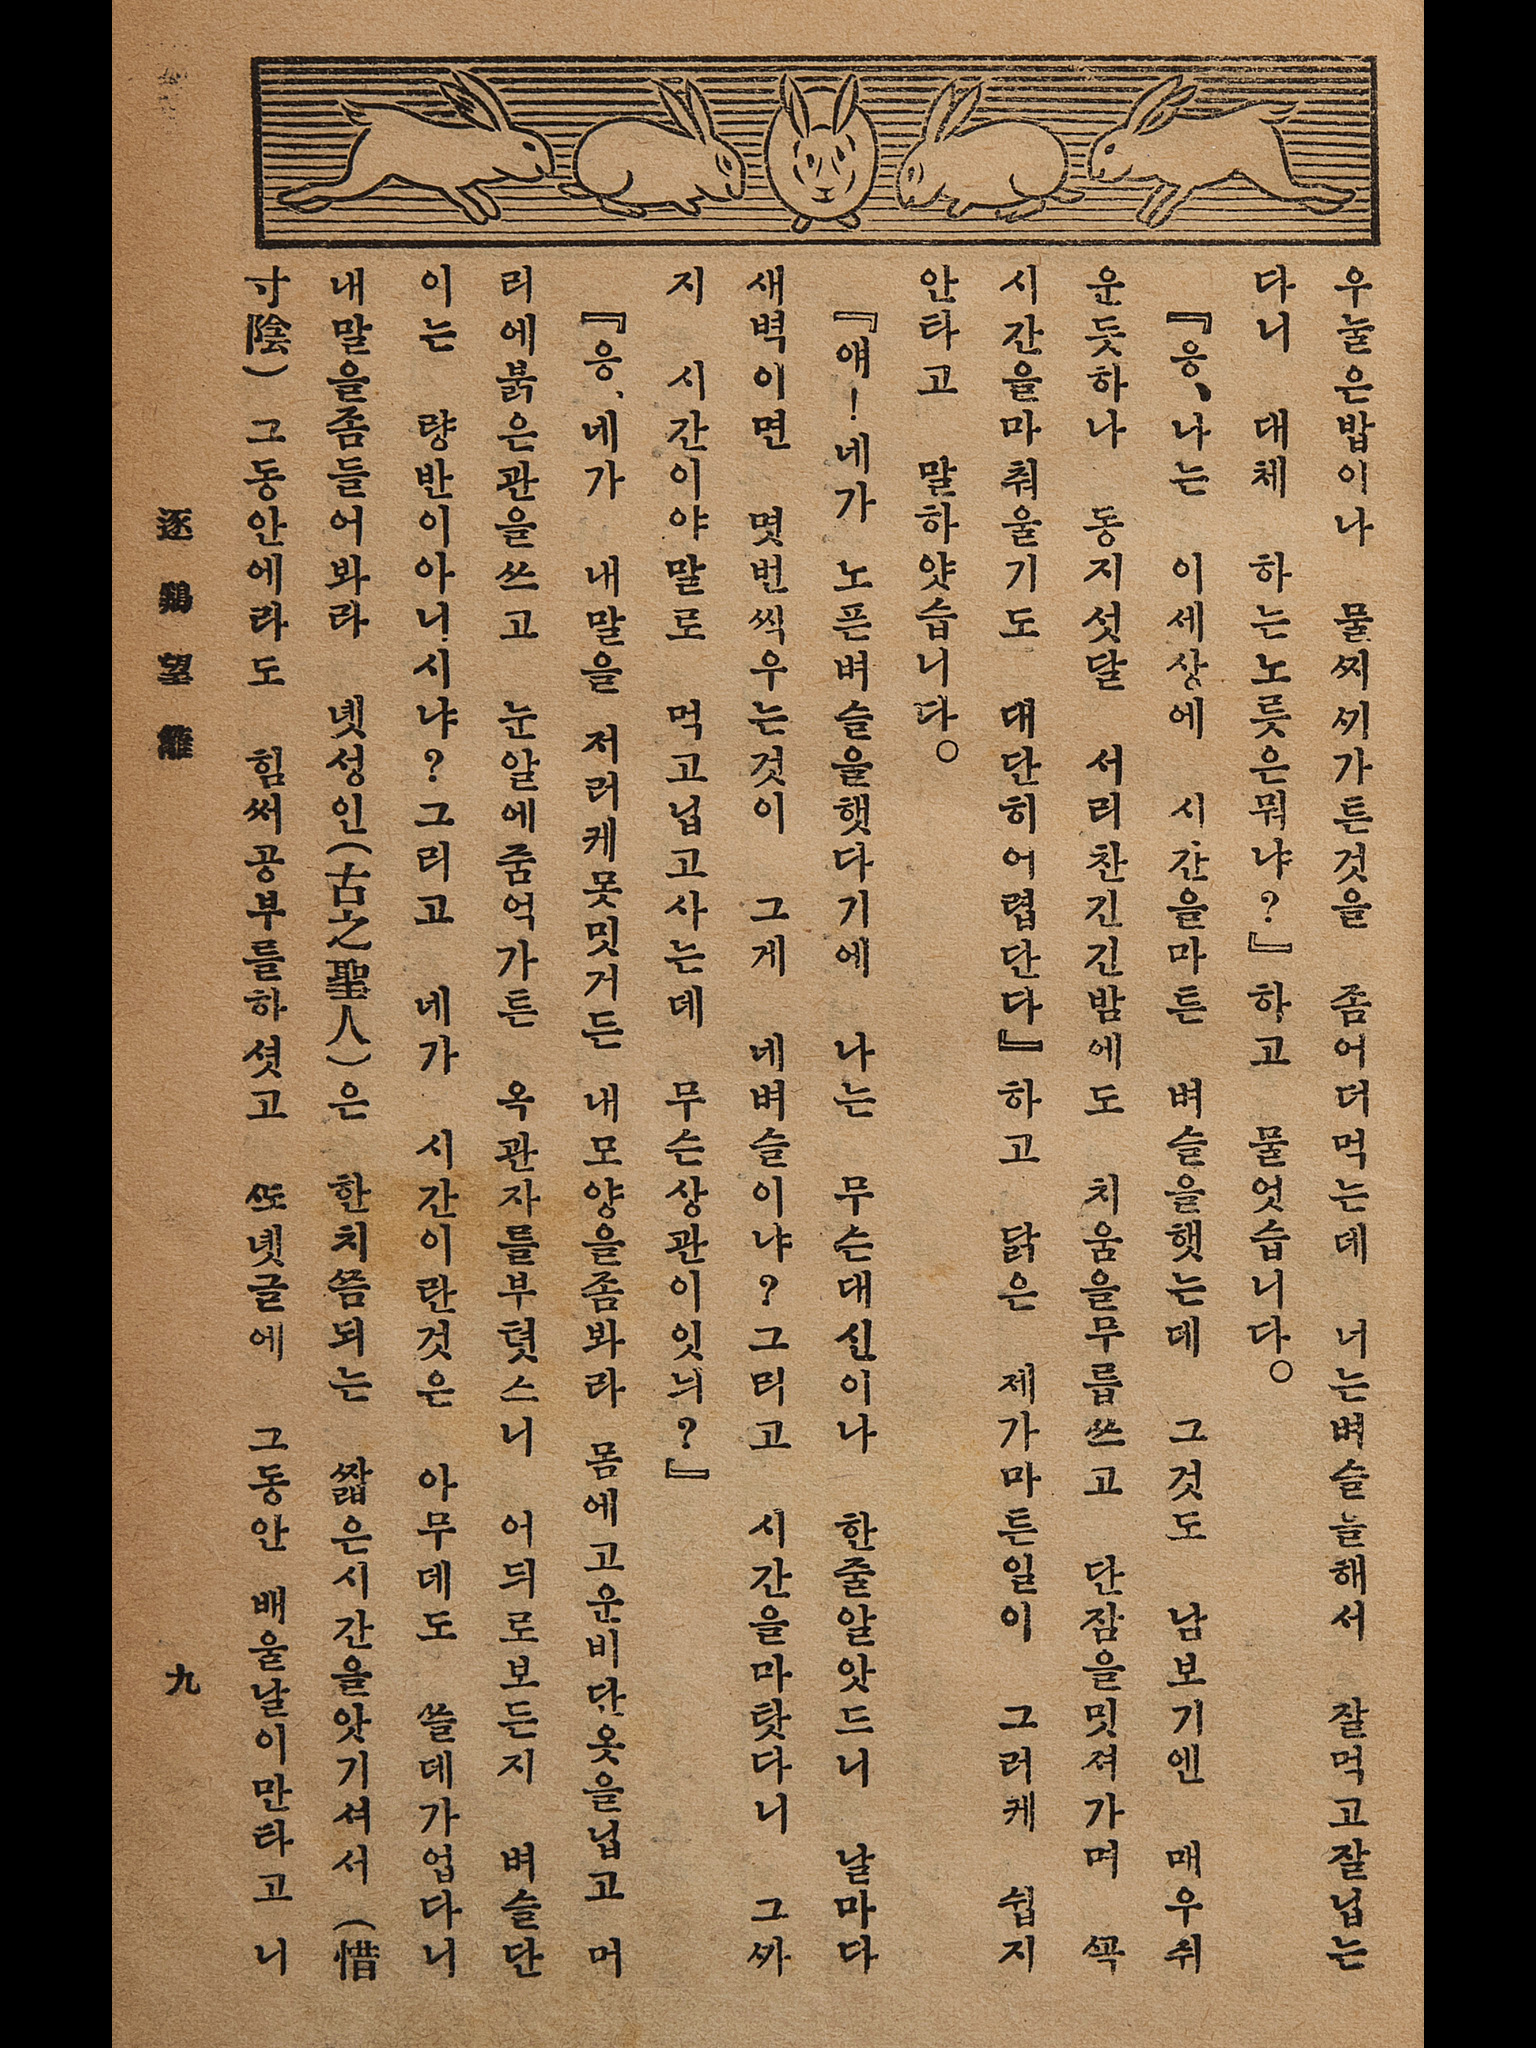 우눌은밥이나 물ㅅ지ㅅ기가튼것을 좀어더먹는데 너는벼슬늘해서 잘먹고잘닙는
다니 대체 하는노릇은뭐냐?』하고 물엇습니다。
『응、나는 이세상에 시간을마튼 벼슬을햇는데 그것도 남보기엔 매우쉬
운듯하나 동지섯달 서리찬긴긴밤에도 치움을무릅쓰고 단잠을밋셔가며 ᄭᅩᆨ
시간을마춰울기도 대단히어렵단다』하고 닭은 제가마튼일이 그러케 쉽지
안타고 말하얏습니다。
『얘!네가 노픈벼슬을햇다기에 나는 무슨대신이나 한줄알앗드니 날마다
새벽이면 몃번씩우는것이 그게 네벼슬이냐?그리고 시간을마탓다니 그ᄭᅡ
지 시간이야말로 먹고닙고사는데 무슨상관이잇늬?』
『응、네가 내말을 저러케못밋거든 내모양을좀봐라 몸에고운비단옷을닙고 머
리에붉은관을쓰고 눈알에줌억가튼 옥관자를부텻스니 어듸로보든지 벼슬단
이는 량반이아니시냐?그리고 네가 시간이란것은 아무데도 쓸데가업다니
내말을좀들어봐라 녯성인(古之聖人)은 한치쯤되는 짧은시간을앗기셔서 (惜
寸陰) 그동안에라도 힘써공부를하셧고 ᄯᅩ녯글에 그동안 배울날이만타고 니
逐鷄望籬
九